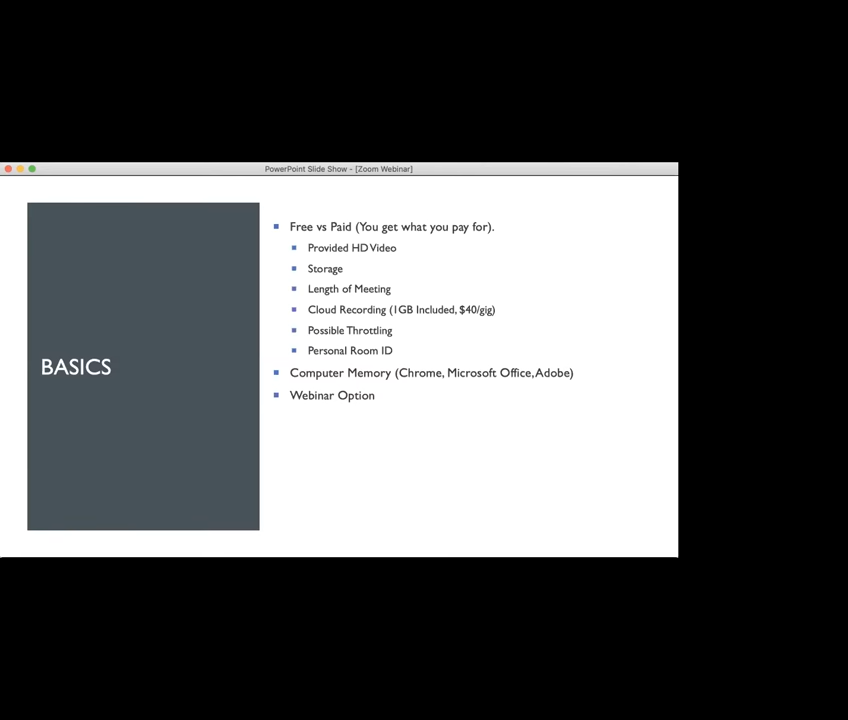 PowerPoint Slide Show - [Zoom Webinar]
BASICS
Free vs Paid (You get what you pay for).
Provided HD Video
Storage
Length of Meeting
Cloud Recording (1GB Included, $40/gig)
Possible Throttling
Personal Room ID
Computer Memory (Chrome, Microsoft Office, Adobe)
Webinar Option